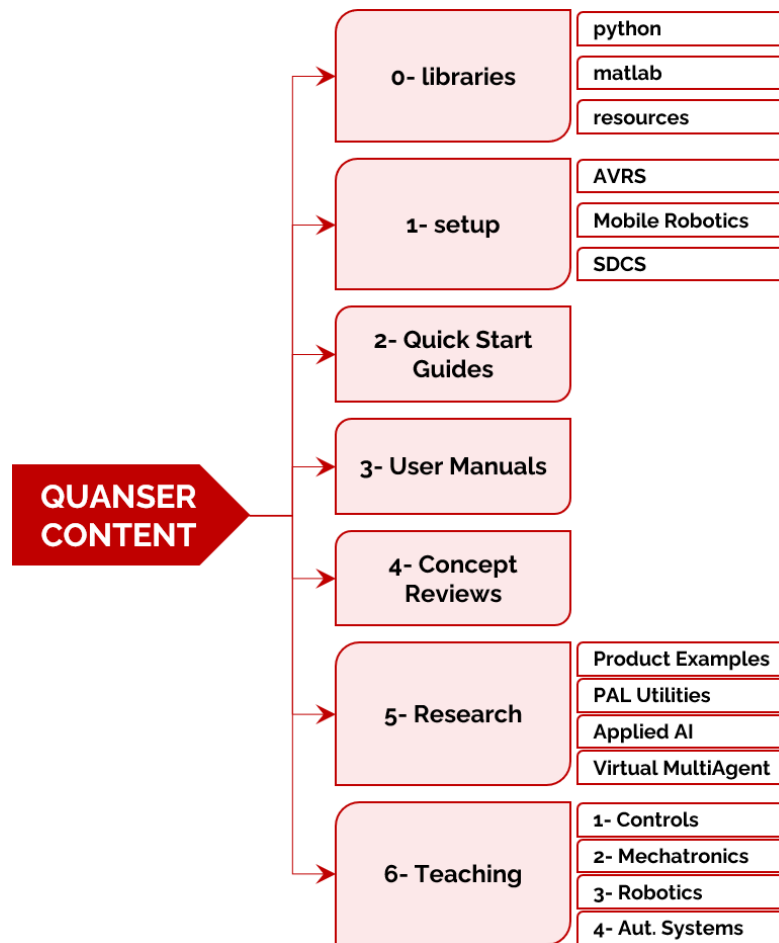 QUANSER
CONTENT
0- libraries
python
matlab
resources
1- setup
AVRS
Mobile Robotics
SDCS
2- Quick Start
Guides
3- User Manuals
4- Concept
Reviews
5- Research
Product Examples
PAL Utilities
Applied AI
Virtual MultiAgent
6- Teaching
1- Controls
2- Mechatronics
3- Robotics
4- Aut. Systems